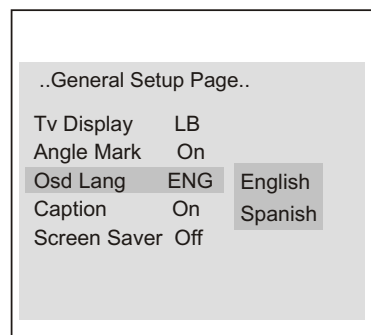 ..General Setup Page..
Tv Display LB
Angle Mark On
Osd Lang ENG English
Caption On Spanish
Screen Saver Off